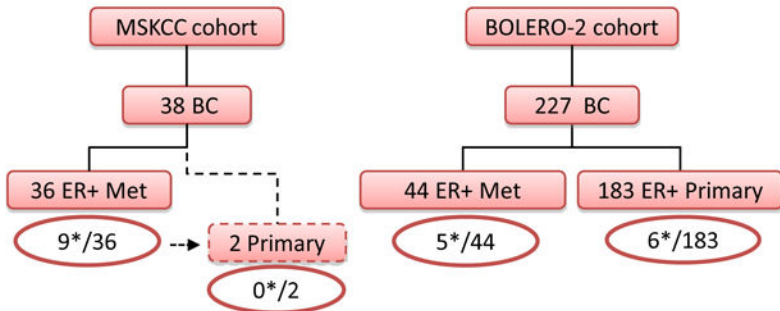 MSKCC cohort
38 BC
36 ER+ Met
9*/36
2 Primary
0*/2
BOLERO-2 cohort
227 BC
44 ER+ Met
183 ER+ Primary
5*/44
6*/183